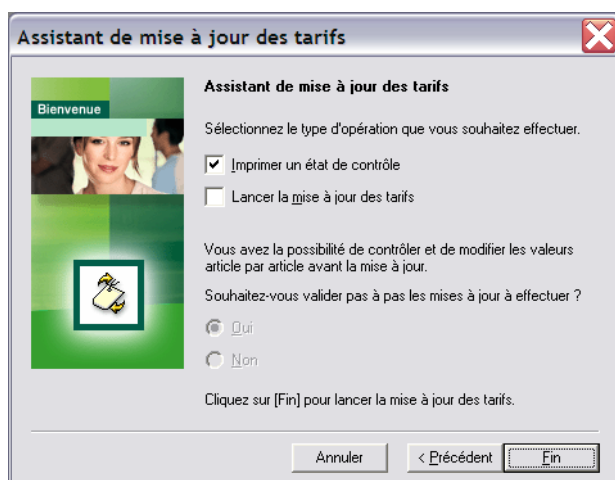 Assistant de mise à jour des tarifs
Bienvenue
Assistant de mise à jour des tarifs
Sélectionnez le type d'opération que vous souhaitez effectuer.
Imprimer un état de contrôle
Lancer la mise à jour des tarifs
Vous avez la possibilité de contrôler et de modifier les valeurs
article par article avant la mise à jour.
Souhaitez-vous valider pas à pas les mises à jour à effectuer ?
Oui
Non
Cliquez sur [Fin] pour lancer la mise à jour des tarifs.
Annuler
< Précédent
Fin